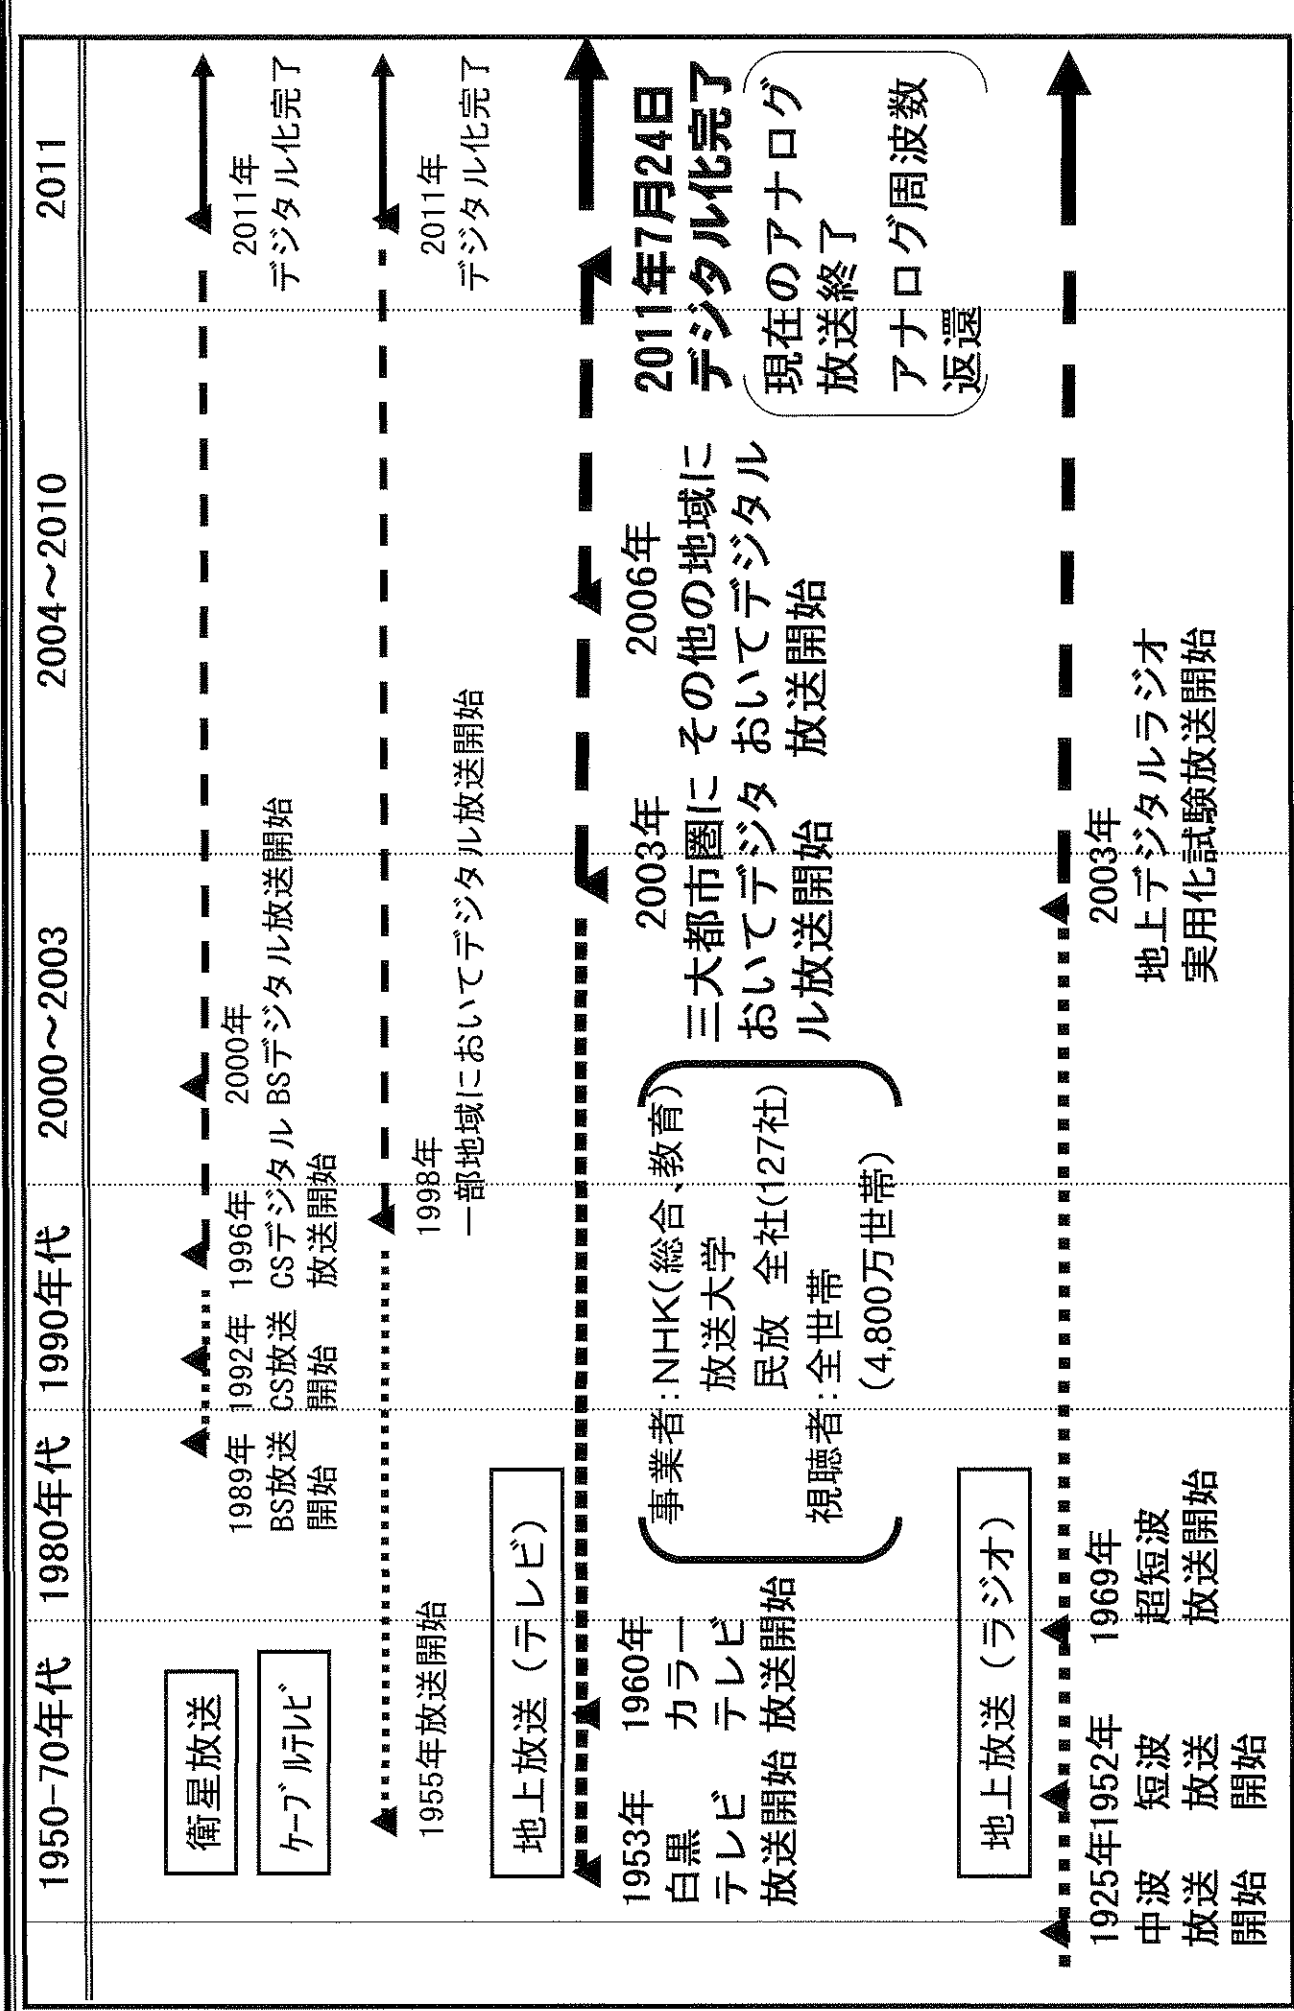 1950-70年代
1980年代
1990年代
2000～2003
2004～2010
2011
衛星放送
1989年
BS放送
開始
1992年
CS放送
開始
1996年
CSデジタル
放送開始
2000年
BSデジタル放送開始
2011年
デジタル化完了
ケーブルテレビ
1955年放送開始
1998年
一部地域においてデジタル放送開始
2011年
デジタル化完了
地上放送（テレビ）
1953年
白黒
テレビ
放送開始
1960年
カラー
テレビ
放送開始
事業者:NHK(総合、教育)
放送大学
民放 全社(127社)
視聴者:全世帯
(4,800万世帯)
2003年
三大都市圏に
おいてデジタ
ル放送開始
2006年
その他の地域に
おいてデジタル
放送開始
2011年7月24日
デジタル化完了
現在のアナログ
放送終了
アナログ周波数
返還
地上放送（ラジオ）
1925年
中波
放送
開始
1952年
短波
放送
開始
1969年
超短波
放送開始
2003年
地上デジタルラジオ
実用化試験放送開始